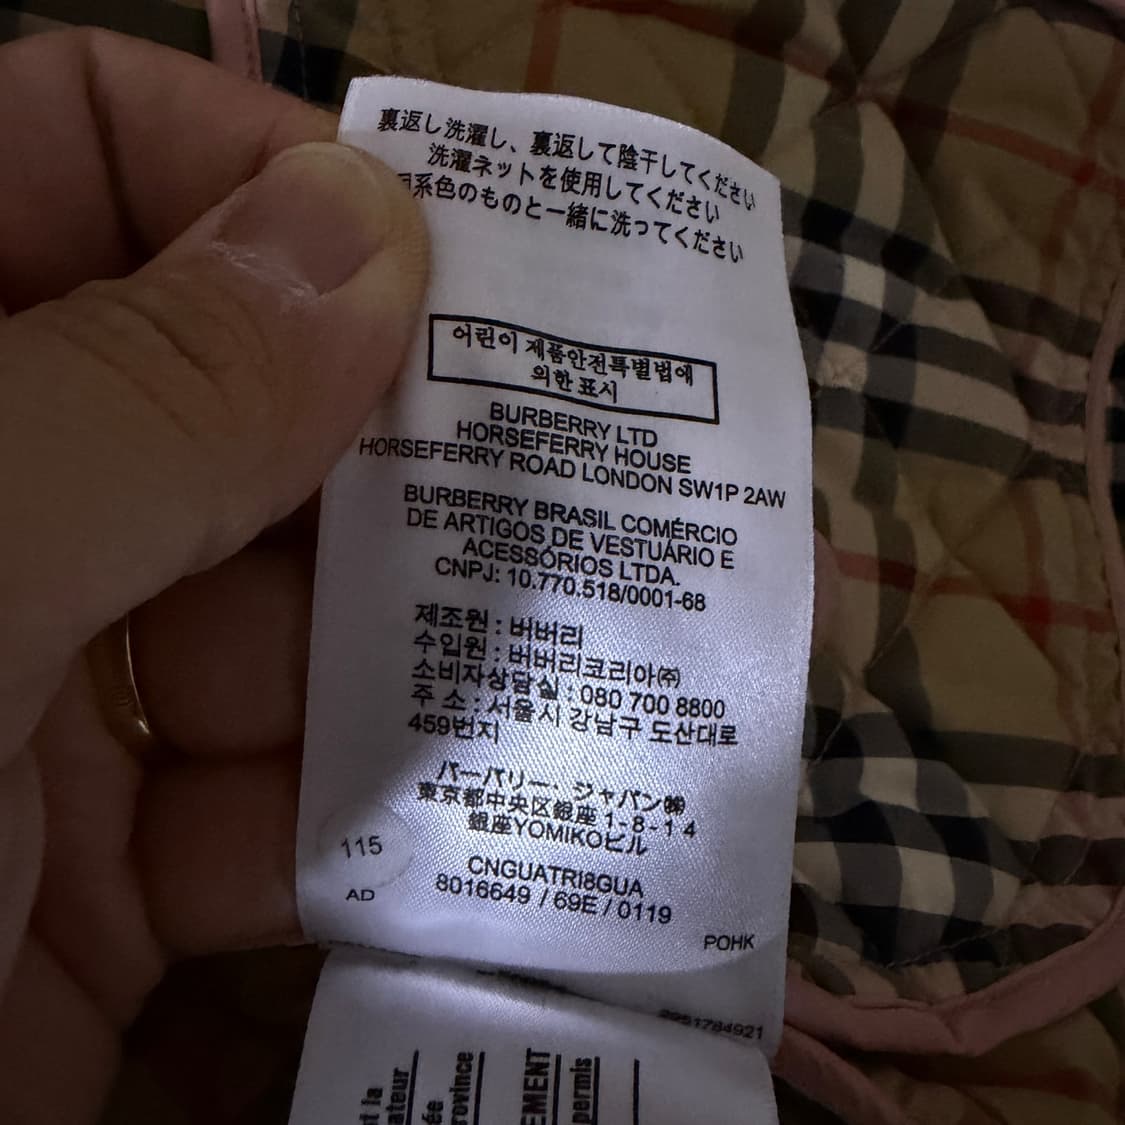 裏返し洗濯し、裏返して陰干してください
洗濯ネットを使用してください
系色のものと一緒に洗ってください
어린이 제품안전특별법에
의한 표시
BURBERRY LTD
HORSEFERRY HOUSE
HORSEFERRY ROAD LONDON SW1P 2AW
BURBERRY BRASIL COMÉRCIO
DE ARTIGOS DE VESTUÁRIO E
ACESSÓRIOS LTDA.
CNPJ: 10.770.518/0001-68
제조원 : 버버리
수입원 : 버버리코리아㈜
소비자상담실 : 080 700 8800
주 소 : 서울시 강남구 도산대로
459번지
バーバリー・ジャパン㈱
東京都中央区銀座 1-8-1 4
銀座YOMIKOビル
115
AD
CNGUATRI8GUA
8016649 / 69E / 0119
POHK
2951784921
EMENT
permis